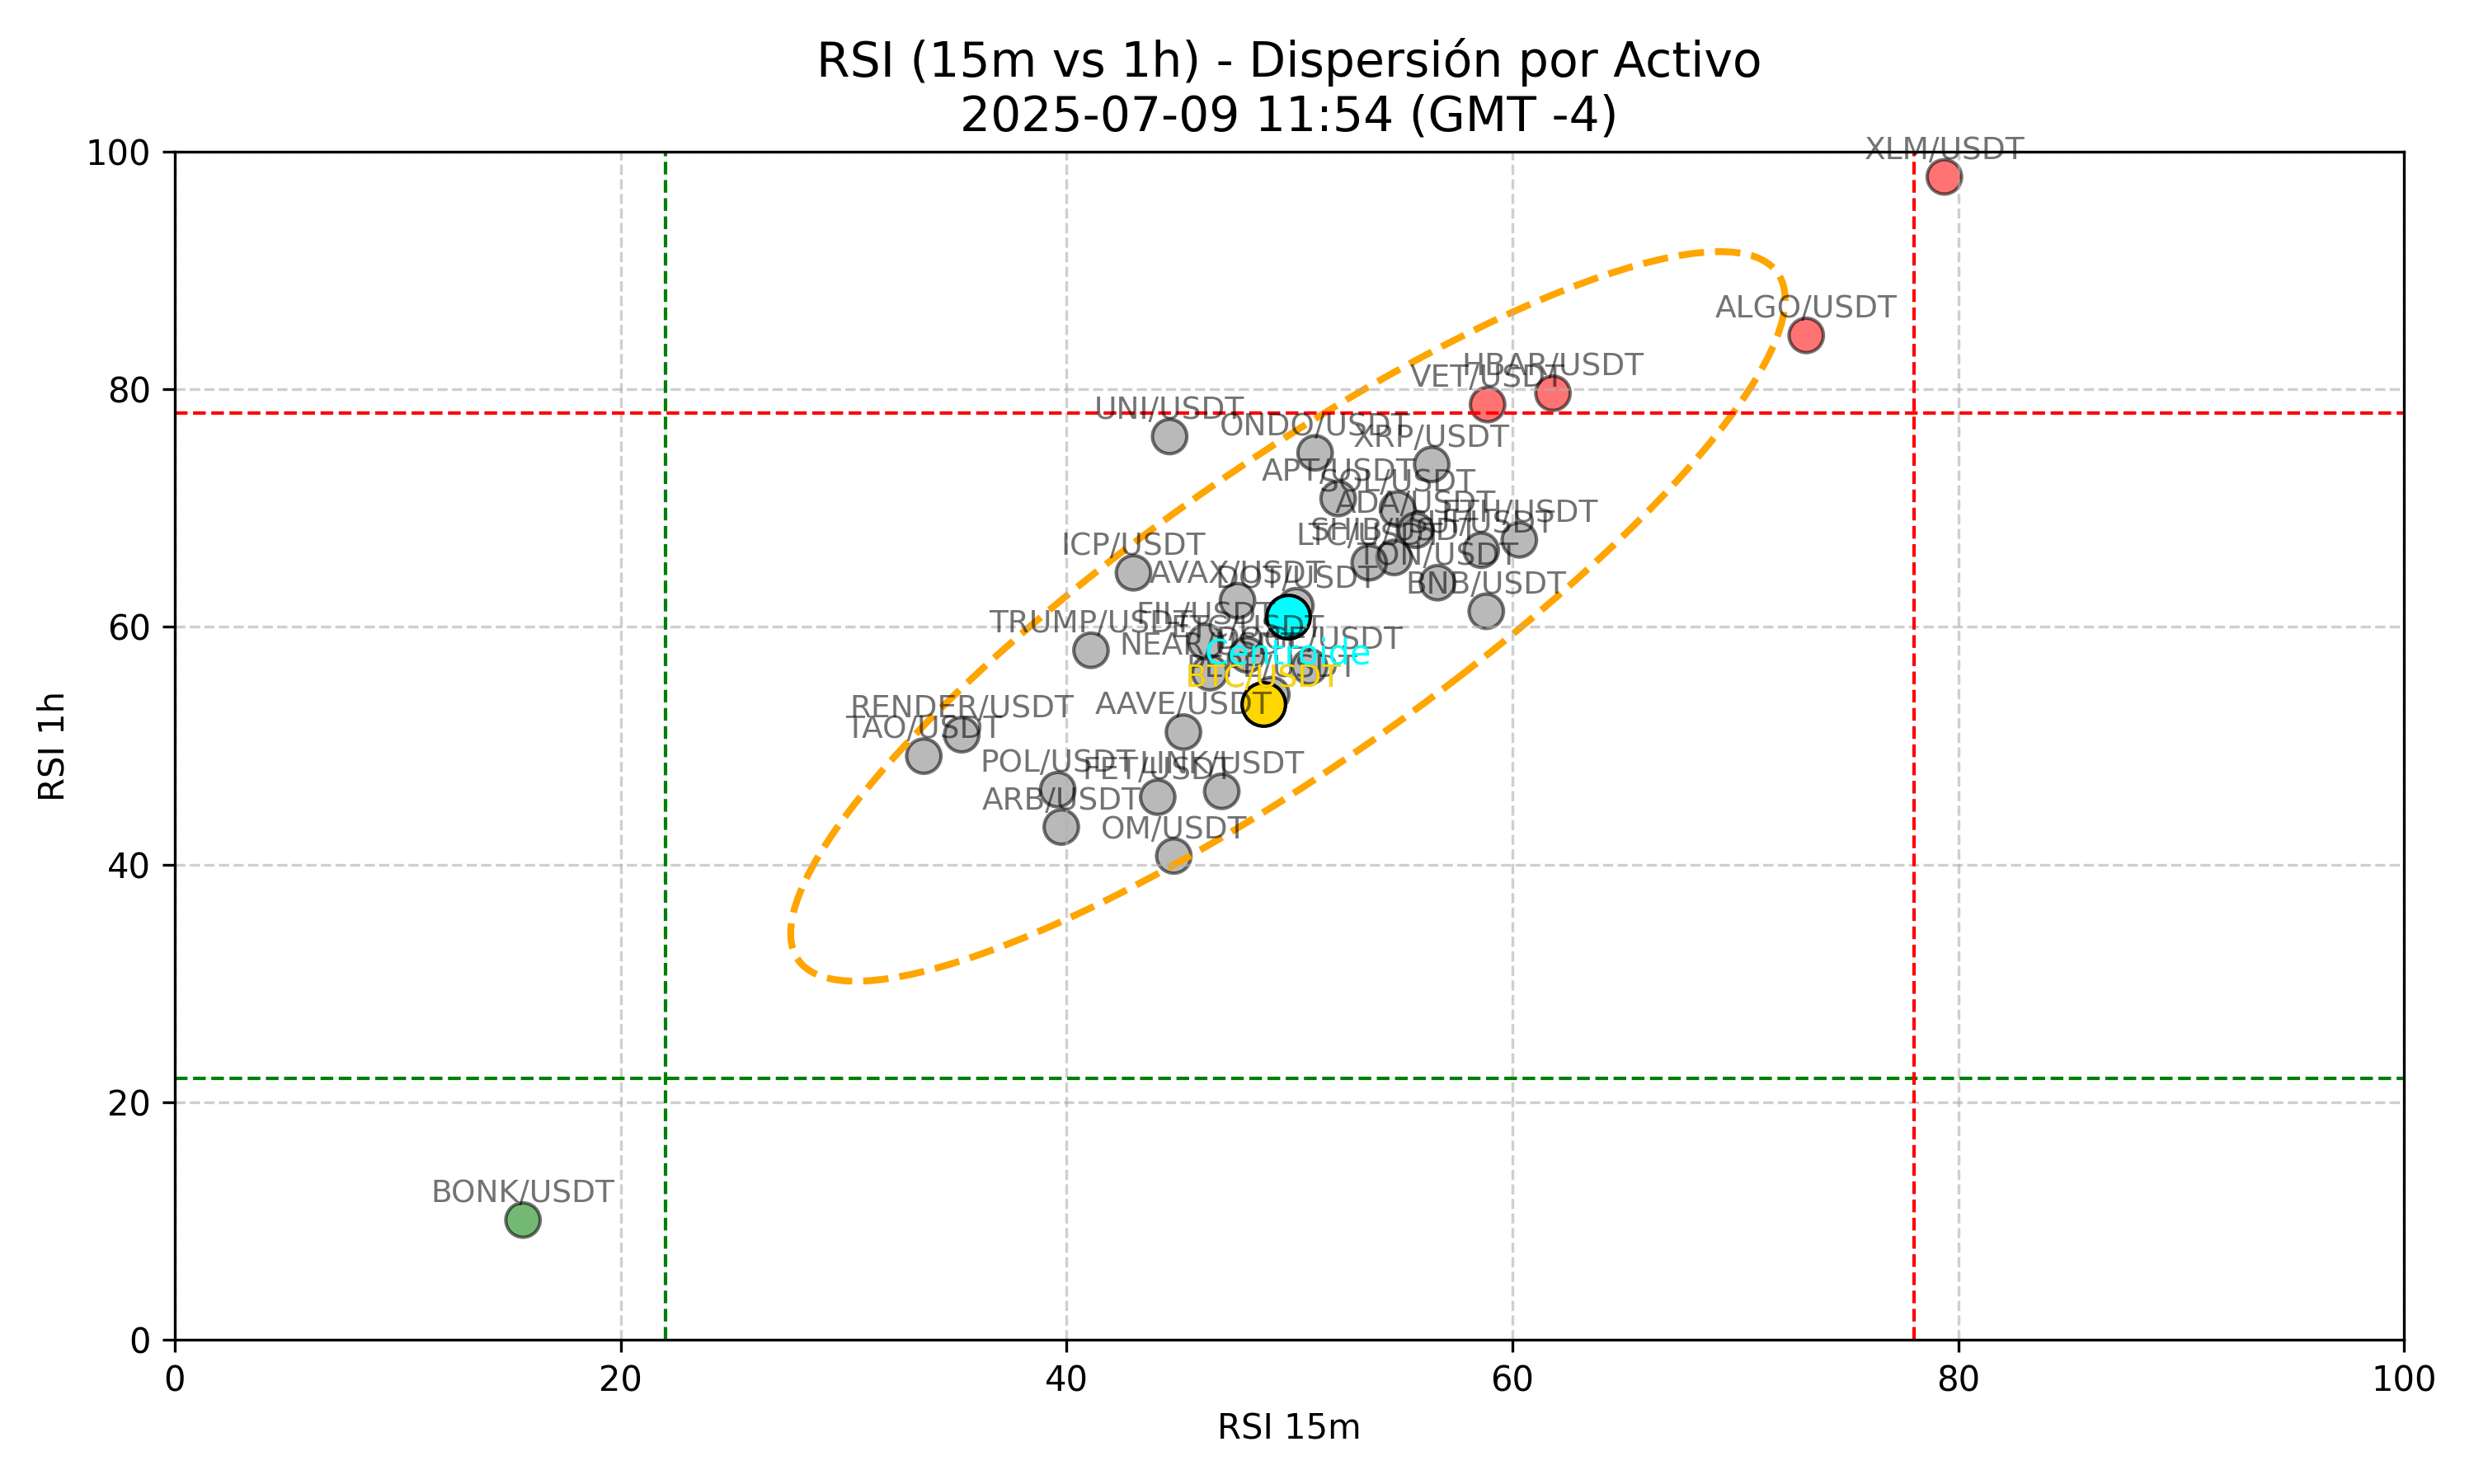 RSI (15m vs 1h) - Dispersión por Activo
2025-07-09 11:54 (GMT -4)
XLM/USDT
ALGO/USDT
HBAR/USDT
VET/USDT
UNI/USDT
ONDO/USDT
XRP/USDT
APT/USDT
SOL/USDT
ADA/USDT
ETH/USDT
SHIB/USDT
LTC/USDT
ICP/USDT
TON/USDT
AVAX/USDT
DOT/USDT
BNB/USDT
FIL/USDT
TRUMP/USDT
Centroide
BTC/USDT
AAVE/USDT
RENDER/USDT
TAO/USDT
POL/USDT
FET/USDT
LINK/USDT
ARB/USDT
OM/USDT
BONK/USDT
100
80
60
40
20
0
RSI 1h
0 20 40 60 80 100
RSI 15m